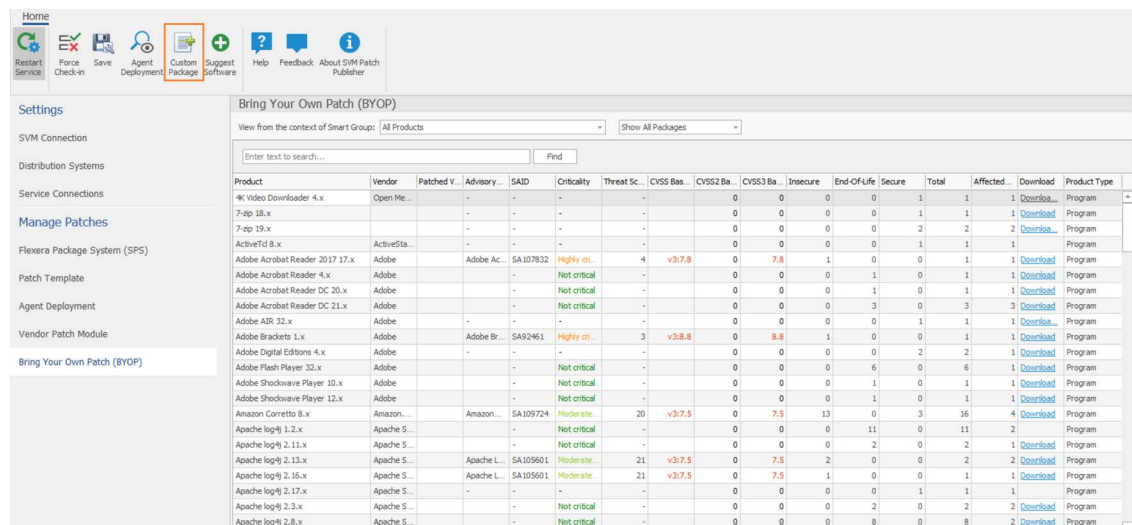 Home
Restart Service
Force Check-in
Save
Agent Deployment
Custom Package
Suggest Software
Help
Feedback
About SVM Patch Publisher
Settings
SVM Connection
Distribution Systems
Service Connections
Manage Patches
Flexera Package System (SPS)
Patch Template
Agent Deployment
Vendor Patch Module
Bring Your Own Patch (BYOP)
Bring Your Own Patch (BYOP)
View from the context of Smart Group: All Products Show All Packages
Enter text to search... Find
Product Vendor Patched V... Advisory... SAID Criticality Threat Sc... CVSS Bas... CVSS2 Ba... CVSS3 Ba... Insecure End-Of-Life Secure Total Affected... Download Product Type
4K Video Downloader 4.x Open Me... - - - - 0 0 0 0 1 1 1 Downloa... Program
7-zip 18.x - - - - 0 0 0 0 1 1 1 Download Program
7-zip 19.x - - - - 0 0 0 0 2 2 2 Downloa... Program
ActiveTcl 8.x ActiveSta... - - - - 0 0 0 0 1 1 1 Program
Adobe Acrobat Reader 2017 17.x Adobe Adobe Ac... SA107832 Highly cri... 4 v3:7.8 0 7.8 1 0 0 1 1 Download Program
Adobe Acrobat Reader 4.x Adobe - Not critical - 0 0 0 1 0 1 1 Download Program
Adobe Acrobat Reader DC 20.x Adobe - Not critical - 0 0 0 1 0 1 1 Download Program
Adobe Acrobat Reader DC 21.x Adobe - Not critical - 0 0 0 3 0 3 3 Download Program
Adobe AIR 32.x Adobe - - - - 0 0 0 0 1 1 1 Downloa... Program
Adobe Brackets 1.x Adobe Adobe Br... SA92461 Highly cri... 3 v3:8.8 0 8.8 1 0 0 1 1 Download Program
Adobe Digital Editions 4.x Adobe - - - - 0 0 0 0 2 2 1 Download Program
Adobe Flash Player 32.x Adobe - Not critical - 0 0 0 6 0 6 1 Download Program
Adobe Shockwave Player 10.x Adobe - Not critical - 0 0 0 1 0 1 1 Download Program
Adobe Shockwave Player 12.x Adobe - Not critical - 0 0 0 1 0 1 1 Download Program
Amazon Corretto 8.x Amazon.... Amazon... SA109724 Moderate... 20 v3:7.5 0 7.5 13 0 3 16 4 Download Program
Apache log4j 1.2.x Apache S... - Not critical - 0 0 0 11 0 11 2 Program
Apache log4j 2.11.x Apache S... - Not critical - 0 0 0 2 0 2 1 Download Program
Apache log4j 2.13.x Apache S... Apache L... SA105601 Moderate... 21 v3:7.5 0 7.5 2 0 0 2 2 Download Program
Apache log4j 2.16.x Apache S... Apache L... SA105601 Moderate... 21 v3:7.5 0 7.5 1 0 0 1 1 Download Program
Apache log4j 2.17.x Apache S... - - - - 0 0 0 0 1 1 1 Program
Apache log4j 2.3.x Apache S... - Not critical - 0 0 0 2 0 2 2 Download Program
Apache log4j 2.8.x Apache S... - Not critical - 0 0 0 8 0 8 2 Download Program